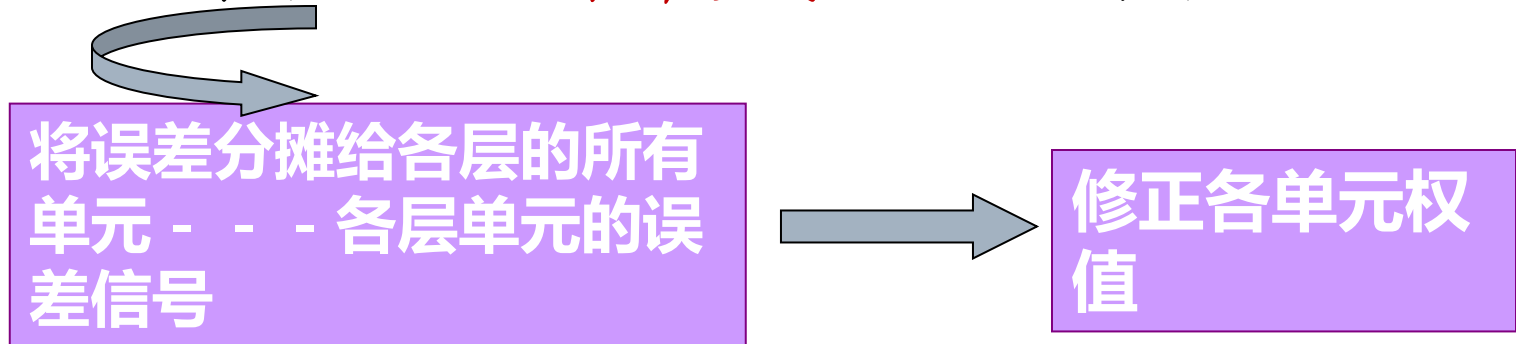 将误差分摊给各层的所有
单元 - - - 各层单元的误
差信号
修正各单元权
值